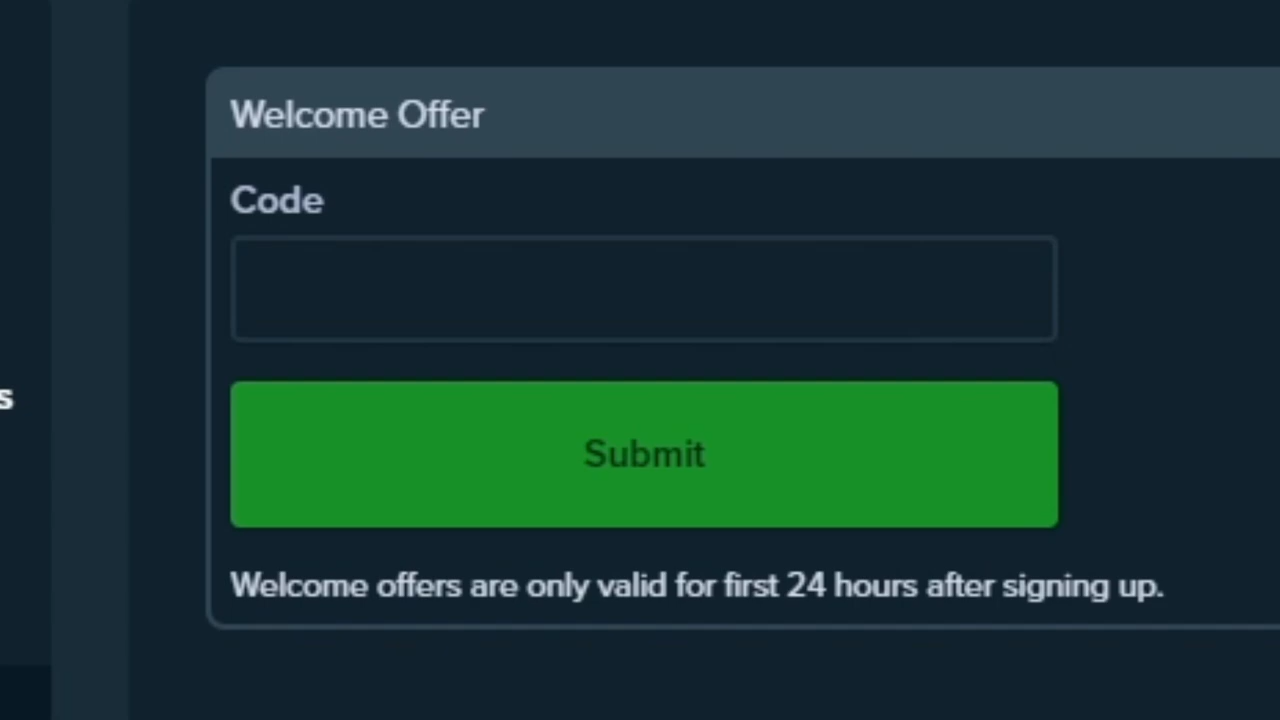 Welcome Offer
Code
s
Submit
Welcome offers are only valid for first 24 hours after signing up.